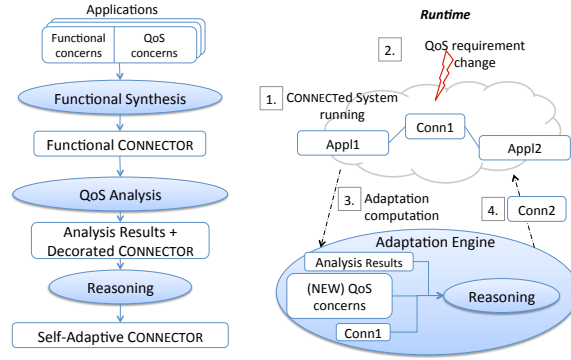 Applications
Functional concerns
QoS concerns
Functional Synthesis
Functional CONNECTOR
QoS Analysis
Analysis Results +
Decorated CONNECTOR
Reasoning
Self-Adaptive CONNECTOR
Runtime
2.
QoS requirement
change
1.
CONNECTed System
running
Conn1
Appl1
Appl2
3.
Adaptation
computation
4.
Conn2
Adaptation Engine
Analysis Results
(NEW) QoS
concerns
Reasoning
Conn1